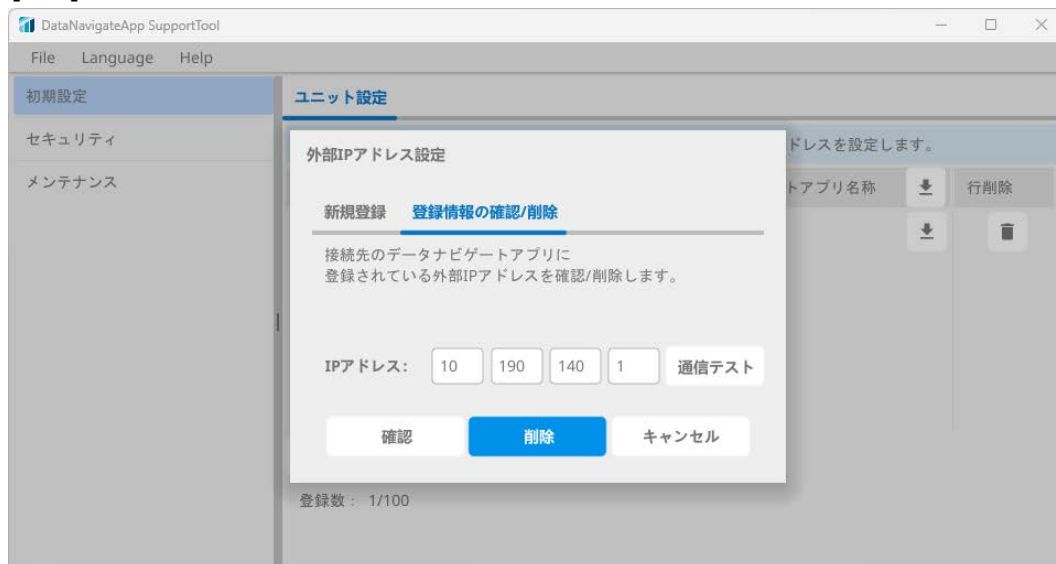 DataNavigateApp SupportTool
File Language Help
初期設定
セキュリティ
メンテナンス
ユニット設定
ドレスを設定します。
トアプリ名称
行削除
外部IPアドレス設定
新規登録 登録情報の確認/削除
接続先のデータナビゲートアプリに
登録されている外部IPアドレスを確認/削除します。
IPアドレス: 10 190 140 1 通信テスト
確認 削除 キャンセル
登録数: 1/100